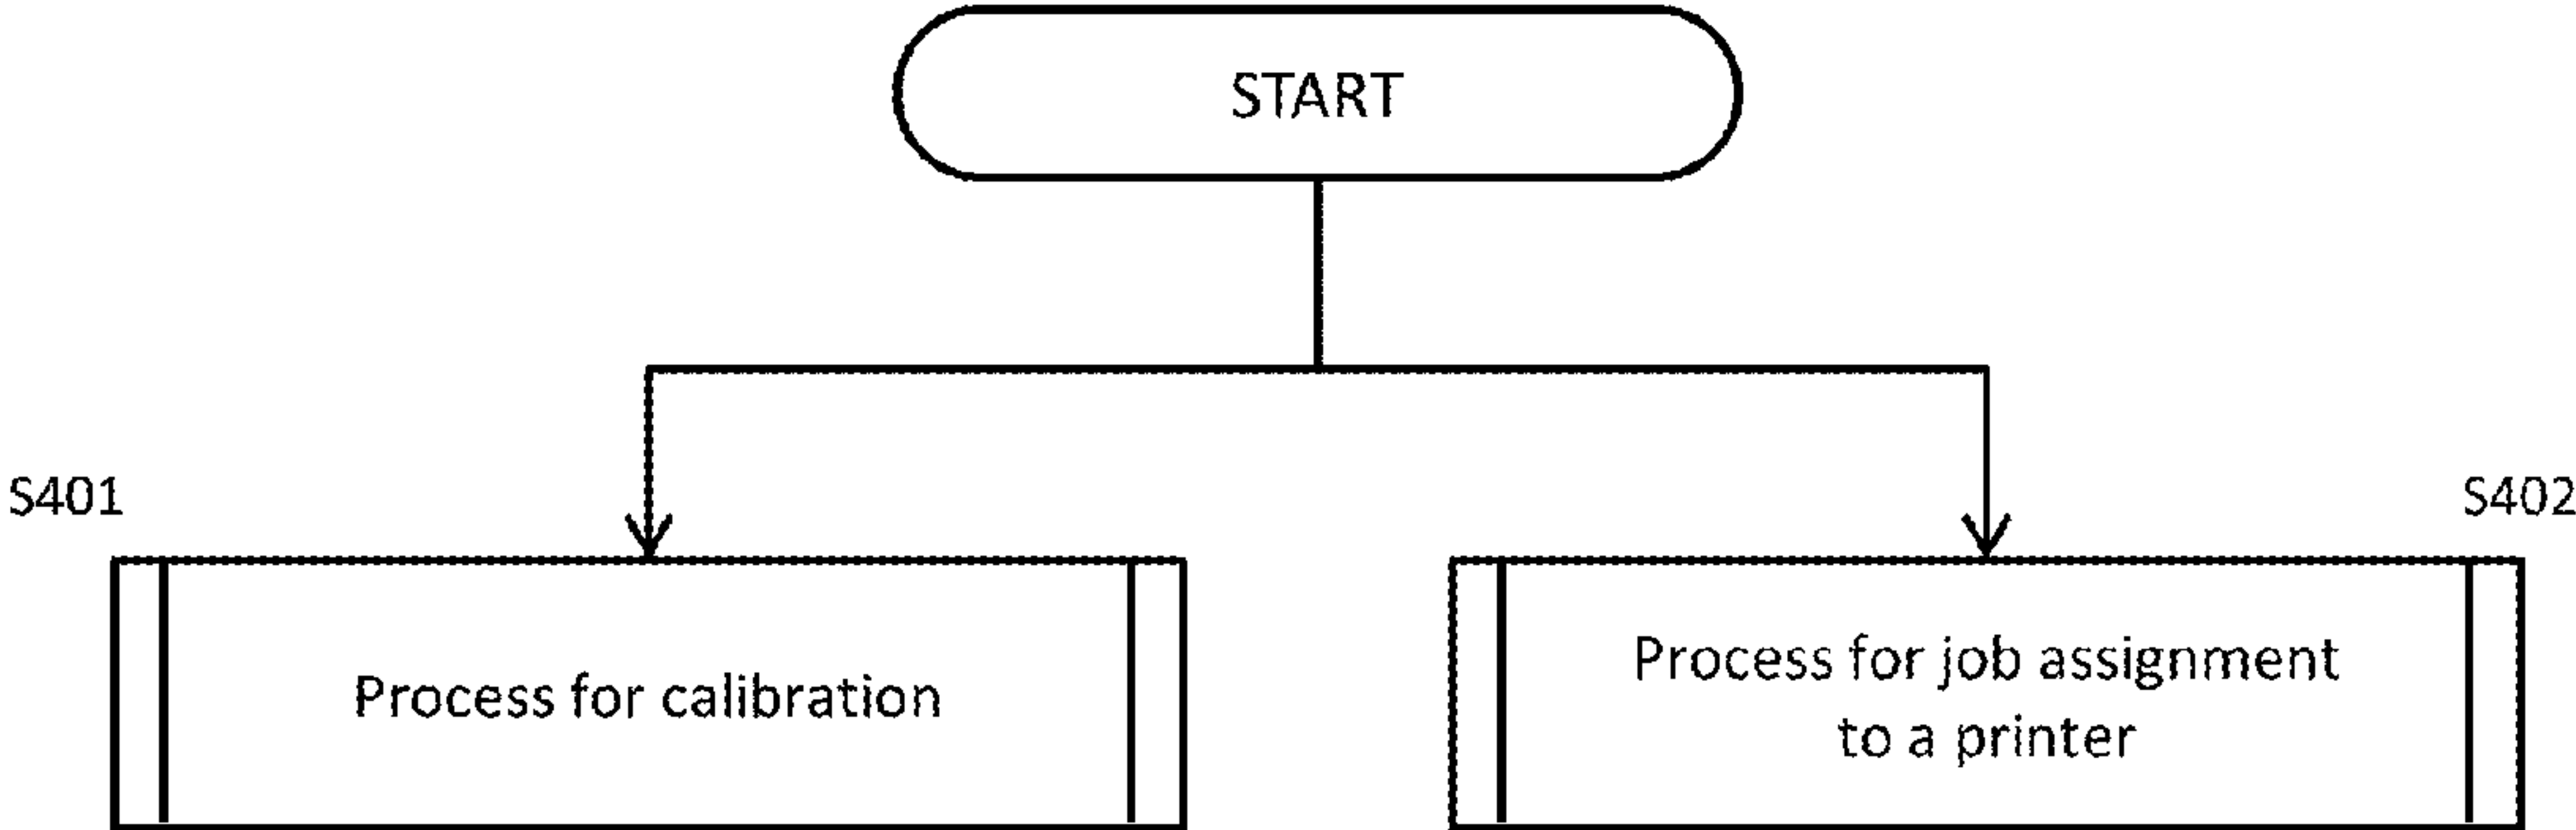 START
S401
S402
Process for calibration
Process for job assignment
to a printer